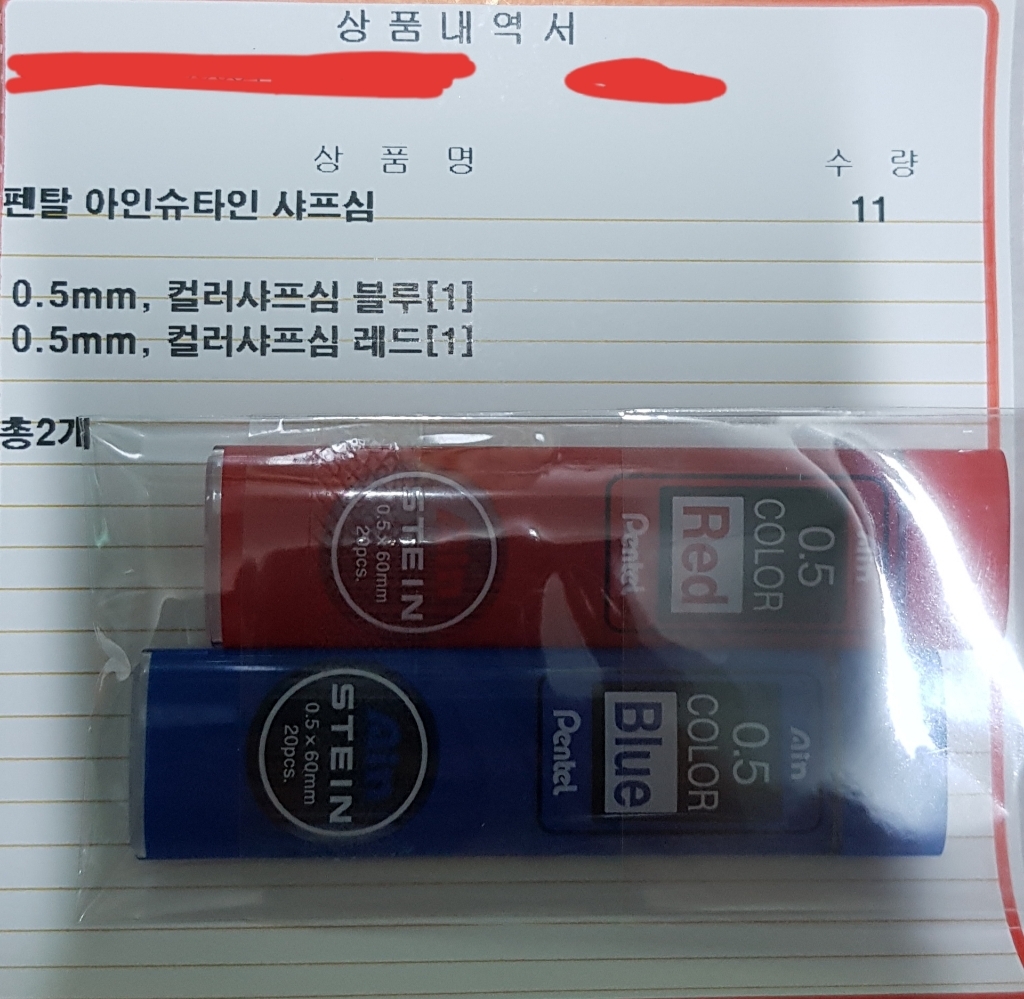 상품내역서
상 품 명 수 량
펜탈 아인슈타인 샤프심 11
0.5mm, 컬러샤프심 블루[1]
0.5mm, 컬러샤프심 레드[1]
총2개
Ain
0.5
COLOR
Red
Pentel
Ain
STEIN
0.5 x 60mm
20pcs.
Ain
0.5
COLOR
Blue
Pentel
Ain
STEIN
0.5 x 60mm
20pcs.